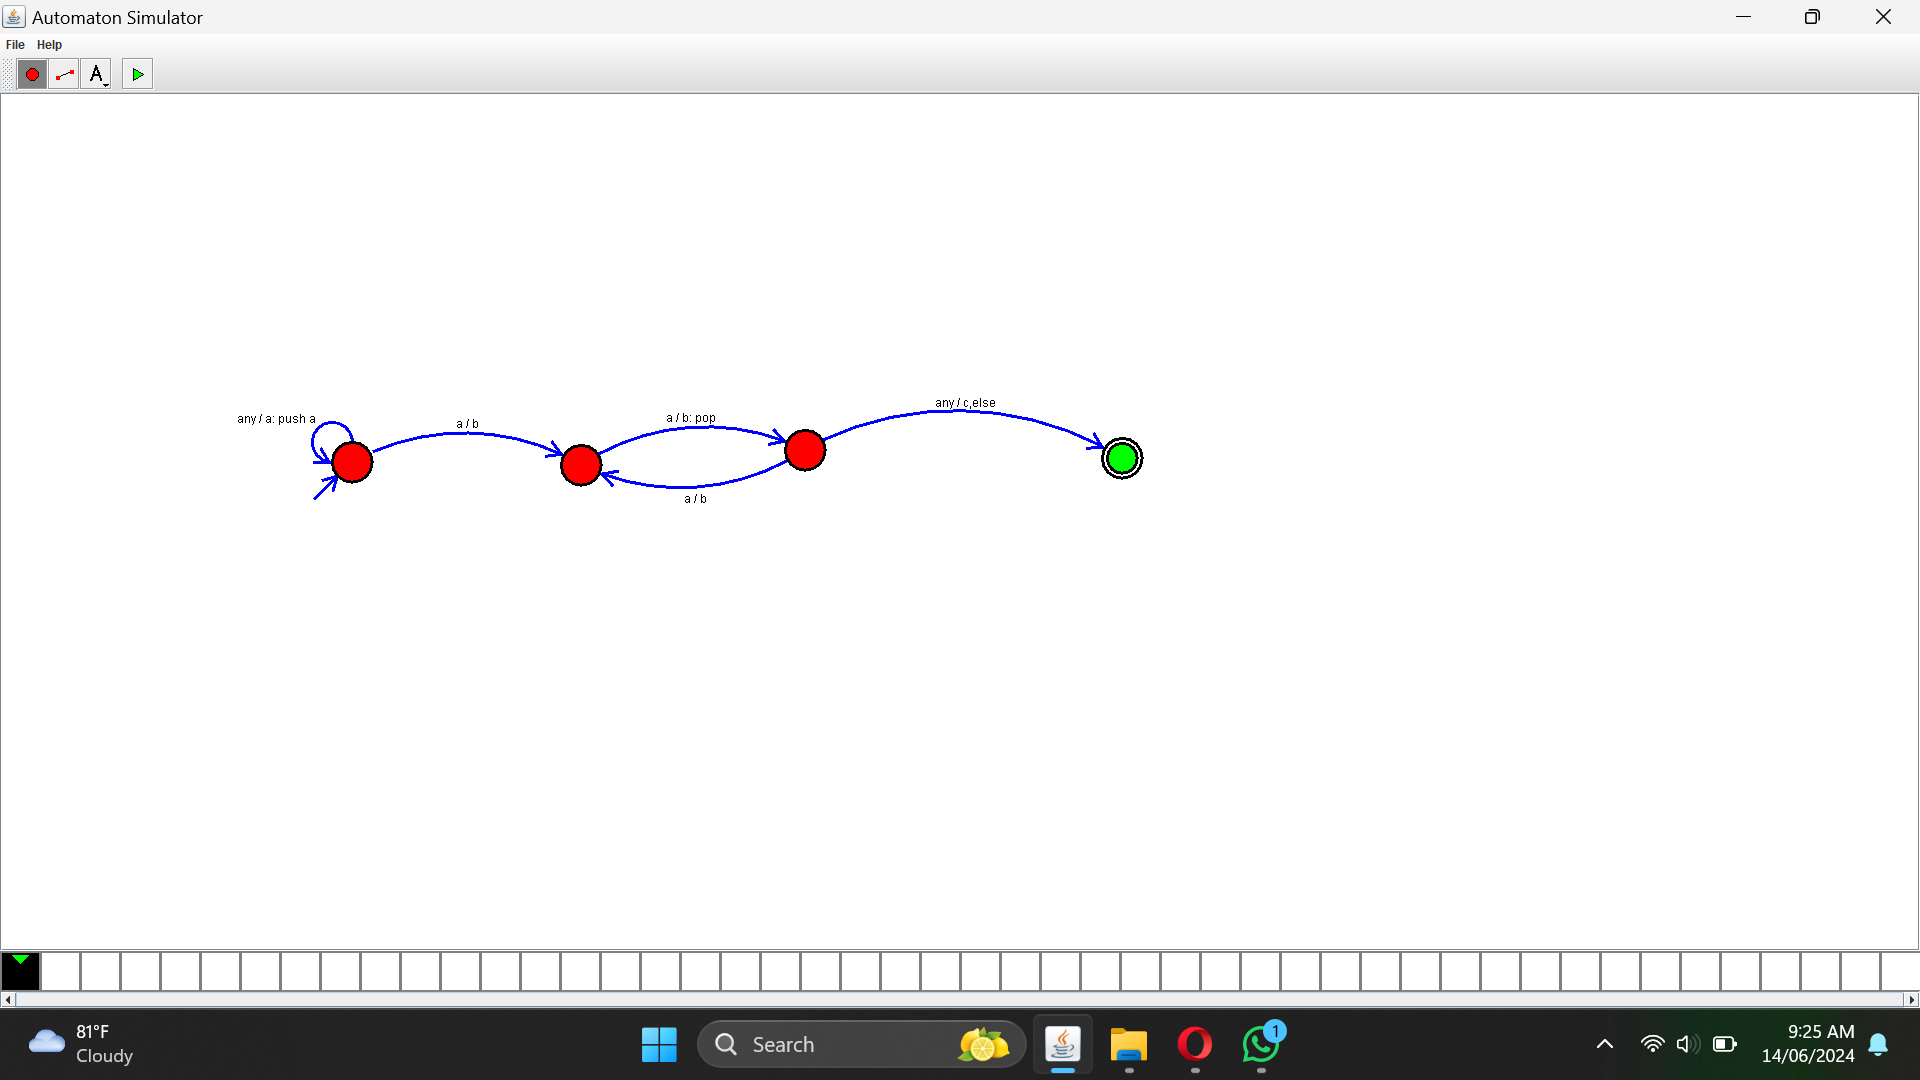 Automaton Simulator
File Help
A
any / a: push a
a / b
a / b: pop
any / c,else
a / b
81°F
Cloudy
Search
1
9:25 AM
14/06/2024